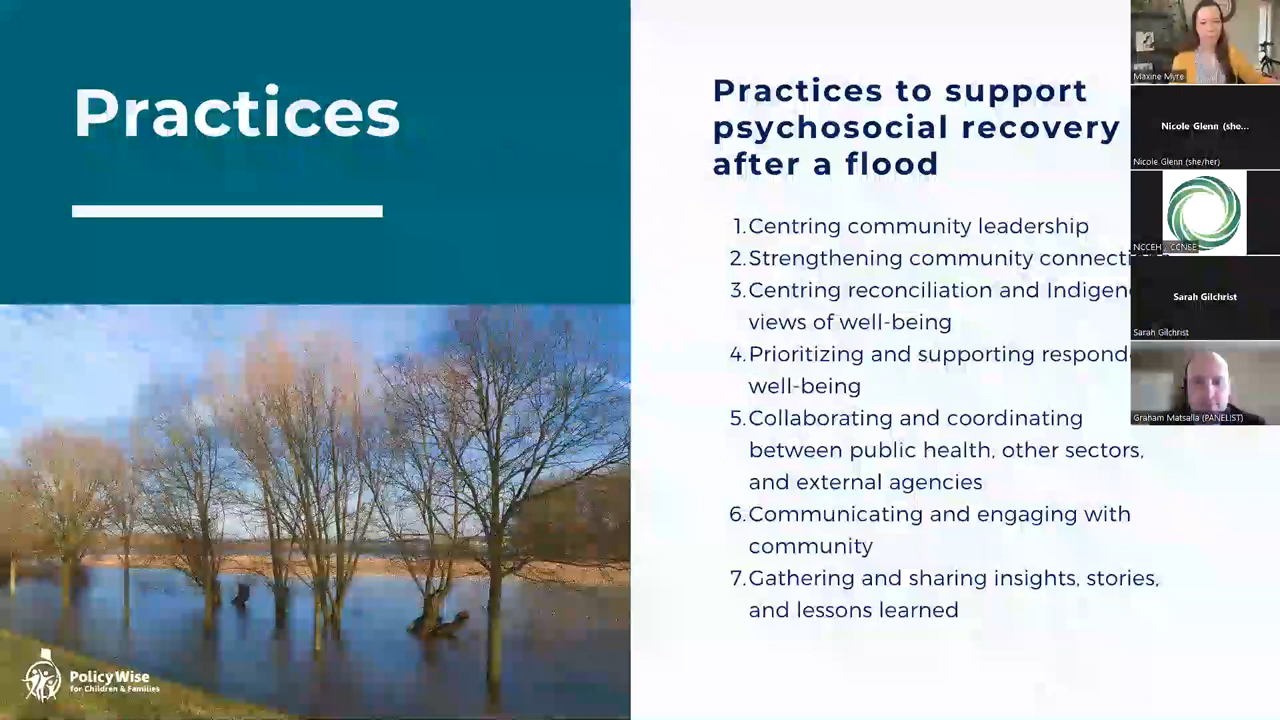 Practices
Practices to support
psychosocial recovery
after a flood
1. Centring community leadership
2. Strengthening community
3. Centring reconciliation and
views of well-being
4. Prioritizing and supporting
well-being
5. Collaborating and coordinating
between public health, other sectors,
and external agencies
6. Communicating and engaging with
community
7. Gathering and sharing insights, stories,
and lessons learned
PolicyWise
for Children & Families
Maxine Myre
Nicole Glenn (she...
Nicole Glenn (she/her)
NCCEH / CCNSE
Sarah Gilchrist
Sarah Gilchrist
Graham Matsalla (PANELIST)